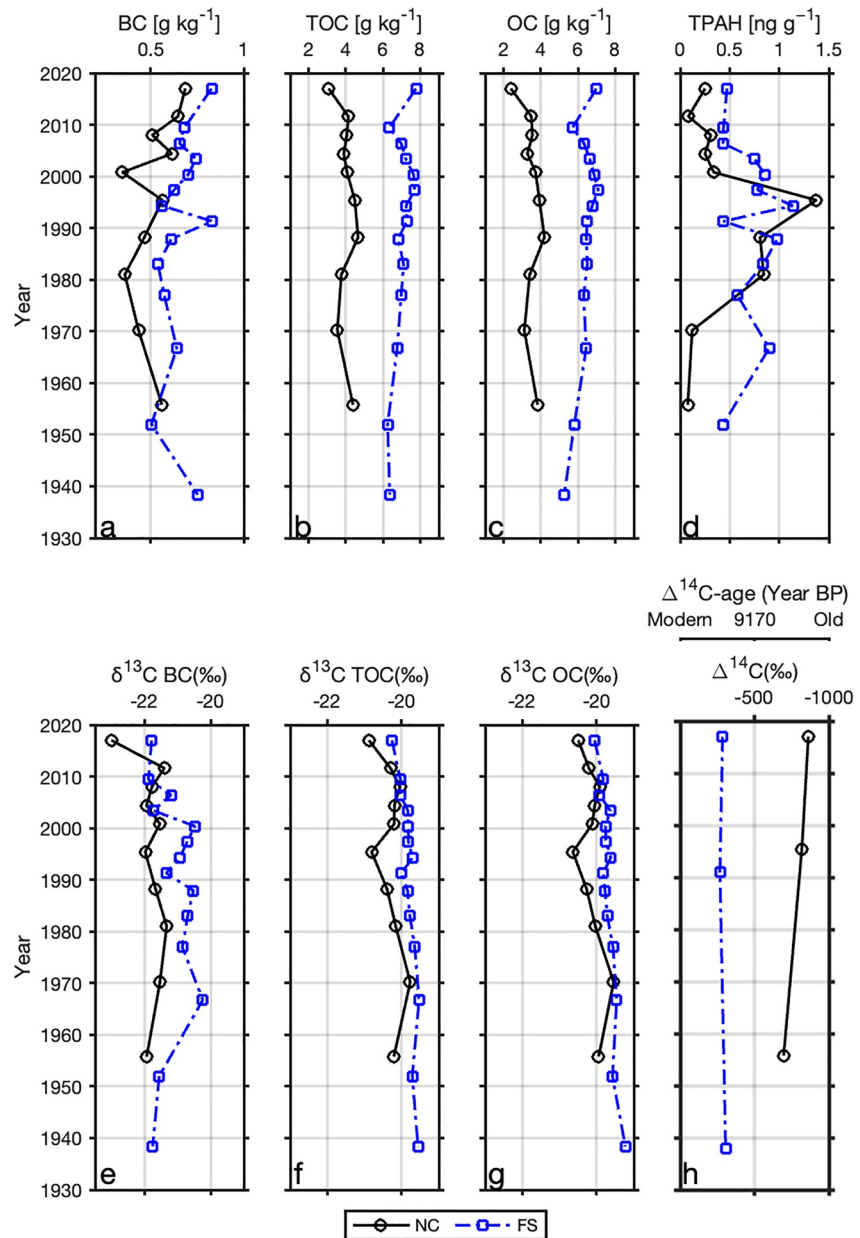 BC [g kg⁻¹] TOC [g kg⁻¹] OC [g kg⁻¹] TPAH [ng g⁻¹]
0.5 1 2 4 6 8 2 4 6 8 0 0.5 1 1.5
2020
2010
2000
1990
1980
1970
1960
1950
1940
1930
Year
a b c d
Δ¹⁴C-age (Year BP)
Modern 9170 Old
δ¹³C BC(‰) δ¹³C TOC(‰) δ¹³C OC(‰) Δ¹⁴C(‰)
-22 -20 -22 -20 -22 -20 -500 -1000
2020
2010
2000
1990
1980
1970
1960
1950
1940
1930
Year
e f g h
NC FS